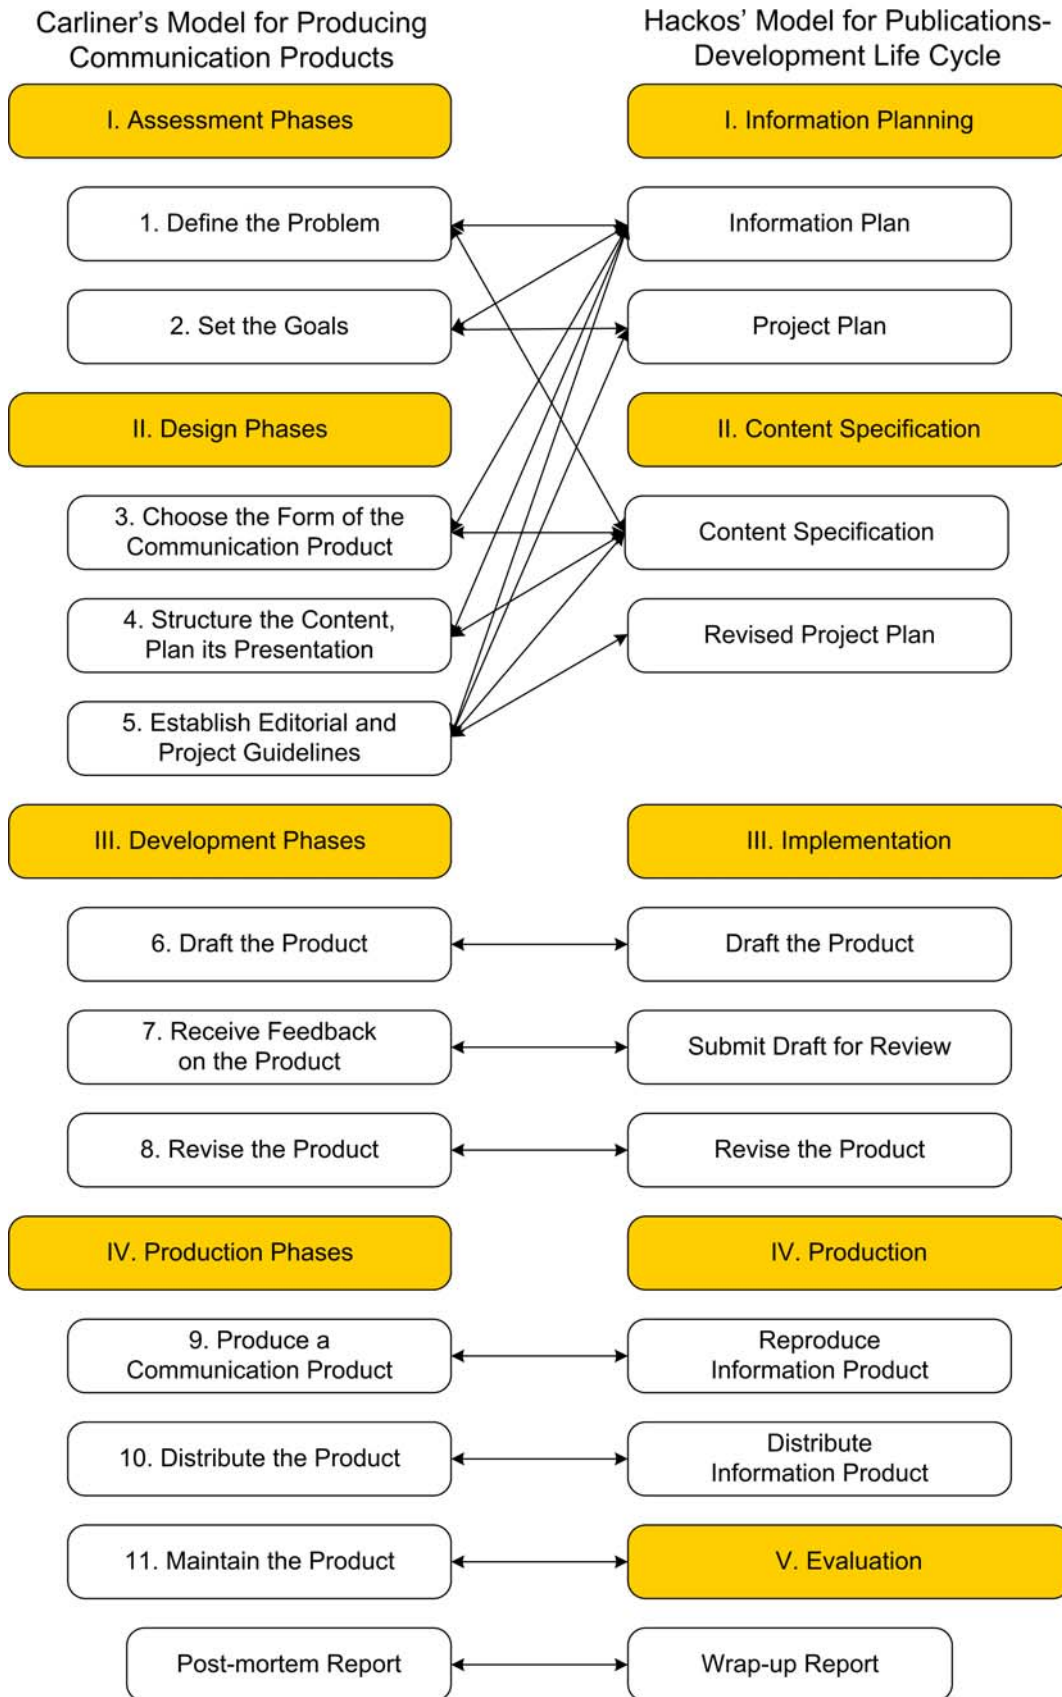 Carliner’s Model for Producing
Communication Products
Hackos’ Model for Publications-
Development Life Cycle
I. Assessment Phases
I. Information Planning
1. Define the Problem
Information Plan
2. Set the Goals
Project Plan
II. Design Phases
II. Content Specification
3. Choose the Form of the
Communication Product
Content Specification
4. Structure the Content,
Plan its Presentation
Revised Project Plan
5. Establish Editorial and
Project Guidelines
III. Development Phases
III. Implementation
6. Draft the Product
Draft the Product
7. Receive Feedback
on the Product
Submit Draft for Review
8. Revise the Product
Revise the Product
IV. Production Phases
IV. Production
9. Produce a
Communication Product
Reproduce
Information Product
10. Distribute the Product
Distribute
Information Product
11. Maintain the Product
V. Evaluation
Post-mortem Report
Wrap-up Report